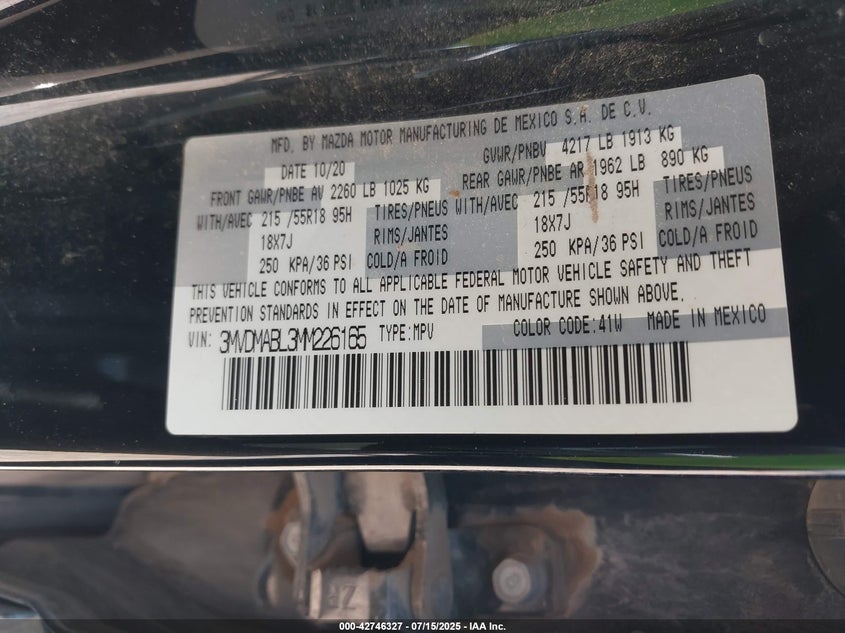 MFD. BY MAZDA MOTOR MANUFACTURING DE MEXICO S.A. DE C.V.
DATE 10/20 GVWR/PNBV 4217 LB 1913 KG
FRONT GAWR/PNBE AV 2260 LB 1025 KG REAR GAWR/PNBE AR 1962 LB 890 KG
WITH/AVEC 215 /55R18 95H TIRES/PNEUS WITH/AVEC 215 /55R18 95H TIRES/PNEUS
18X7J RIMS/JANTES 18X7J RIMS/JANTES
250 KPA/36 PSI COLD/A FROID 250 KPA/36 PSI COLD/A FROID
THIS VEHICLE CONFORMS TO ALL APPLICABLE FEDERAL MOTOR VEHICLE SAFETY AND THEFT
PREVENTION STANDARDS IN EFFECT ON THE DATE OF MANUFACTURE SHOWN ABOVE.
VIN: 3MVDMABL3MM226165 TYPE:MPV COLOR CODE:41W MADE IN MEXICO
000-42746327 - 07/15/2025 - IAA Inc.